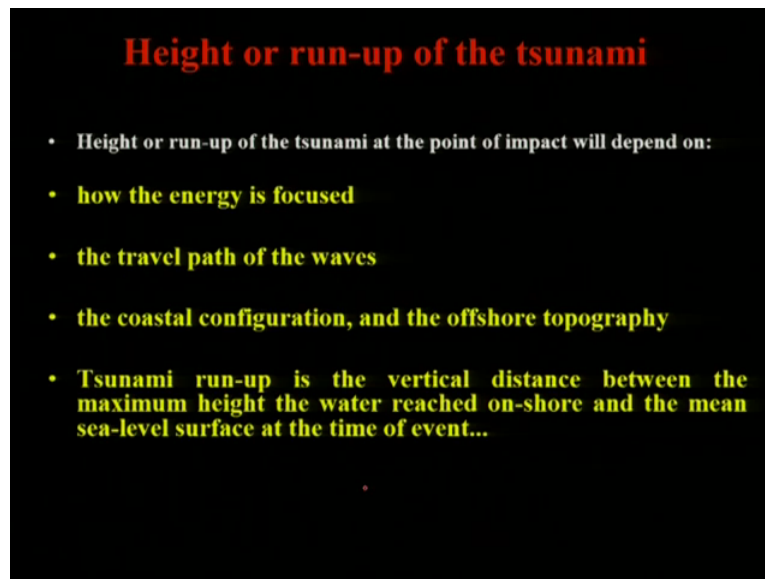 Height or run-up of the tsunami
• Height or run-up of the tsunami at the point of impact will depend on:
• how the energy is focused
• the travel path of the waves
• the coastal configuration, and the offshore topography
• Tsunami run-up is the vertical distance between the
maximum height the water reached on-shore and the mean
sea-level surface at the time of event...